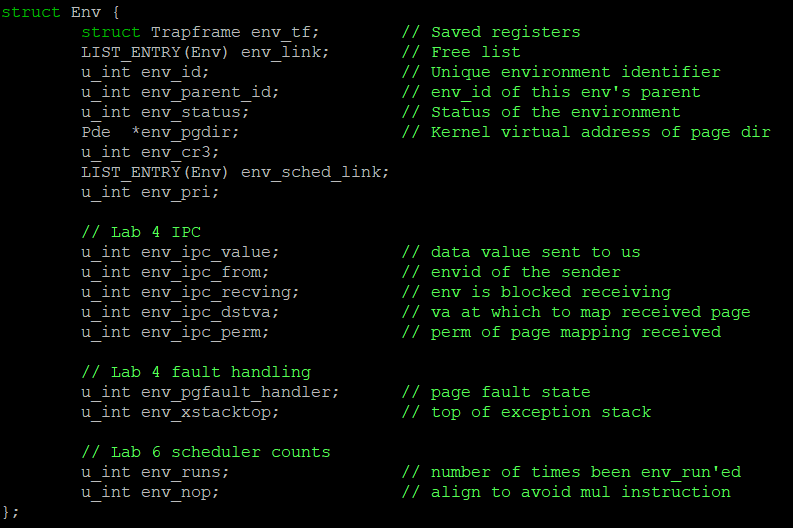 struct Env {
        struct Trapframe env_tf;        // Saved registers
        LIST_ENTRY(Env) env_link;       // Free list
        u_int env_id;                   // Unique environment identifier
        u_int env_parent_id;            // env_id of this env's parent
        u_int env_status;               // Status of the environment
        Pde  *env_pgdir;                // Kernel virtual address of page dir
        u_int env_cr3;
        LIST_ENTRY(Env) env_sched_link;
        u_int env_pri;

        // Lab 4 IPC
        u_int env_ipc_value;            // data value sent to us
        u_int env_ipc_from;             // envid of the sender
        u_int env_ipc_recving;          // env is blocked receiving
        u_int env_ipc_dstva;            // va at which to map received page
        u_int env_ipc_perm;             // perm of page mapping received

        // Lab 4 fault handling
        u_int env_pgfault_handler;      // page fault state
        u_int env_xstacktop;            // top of exception stack

        // Lab 6 scheduler counts
        u_int env_runs;                 // number of times been env_run'ed
        u_int env_nop;                  // align to avoid mul instruction
};